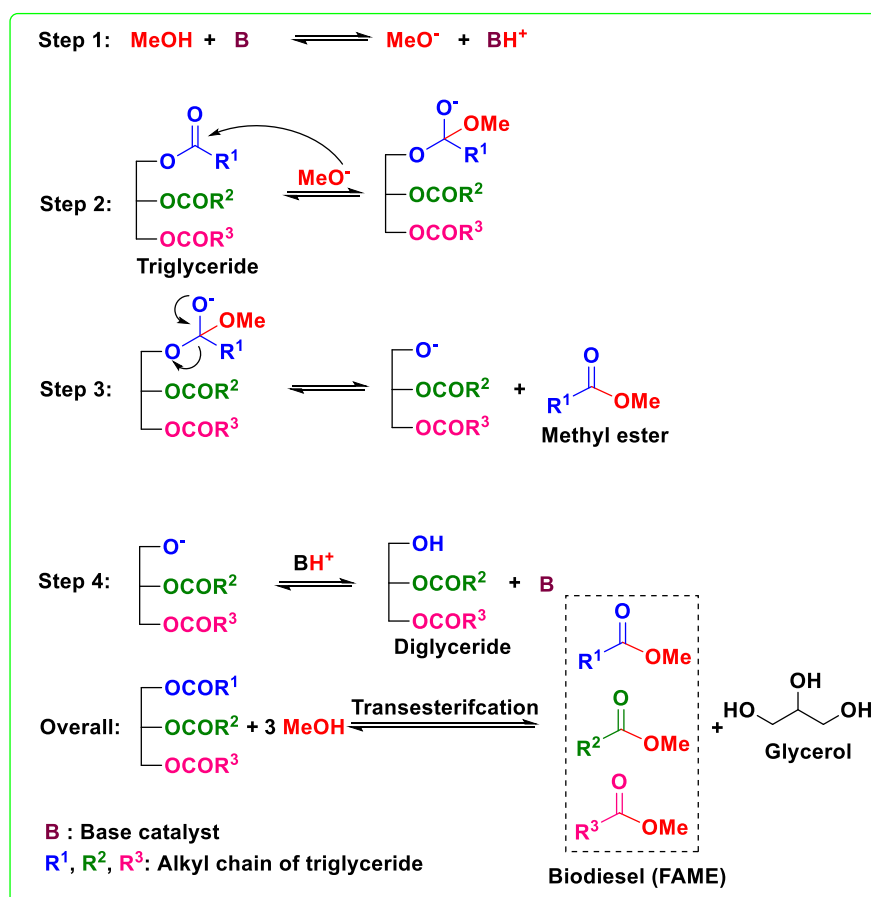 Step 1: MeOH + B MeO- + BH+
O O-
OMe
O R1 O R1
MeO-
Step 2: OCOR2 OCOR2
OCOR3 OCOR3
Triglyceride
O-
OMe
O R1 O- O
Step 3: OCOR2 OCOR2 + R1 OMe
OCOR3 OCOR3
Methyl ester
O- BH+ OH
Step 4: OCOR2 OCOR2 + B
OCOR3 OCOR3
Diglyceride
O
R1 OMe
OCOR1 Transesterifcation
Overall: OCOR2 + 3 MeOH O + OH
R2 OMe HO OH
OCOR3 Glycerol
O
R3 OMe
B : Base catalyst
R1, R2, R3: Alkyl chain of triglyceride
Biodiesel (FAME)